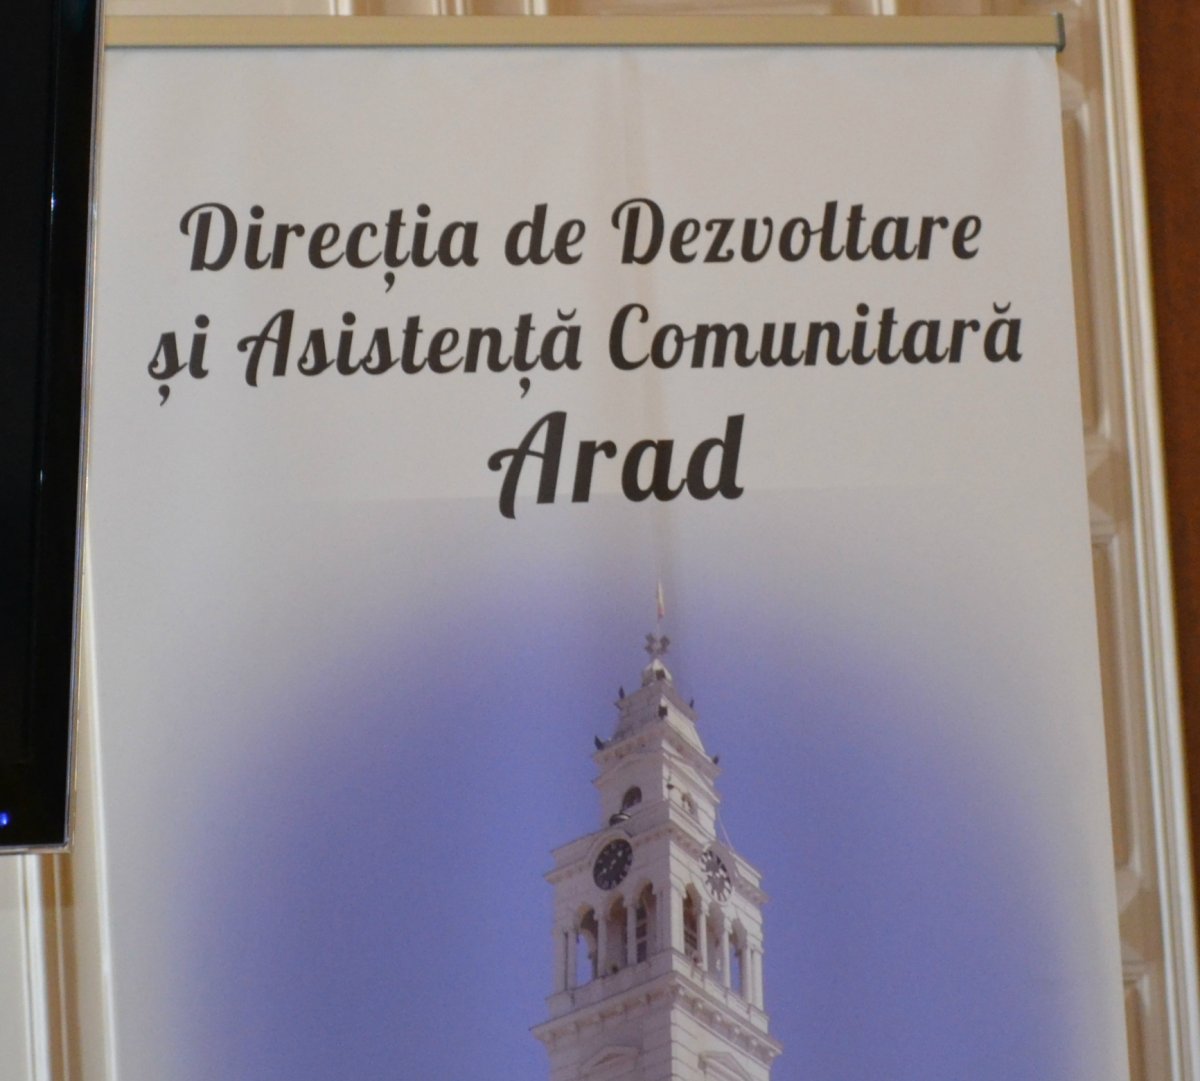 Direcția de Dezvoltare
și Asistență Comunitară
Arad